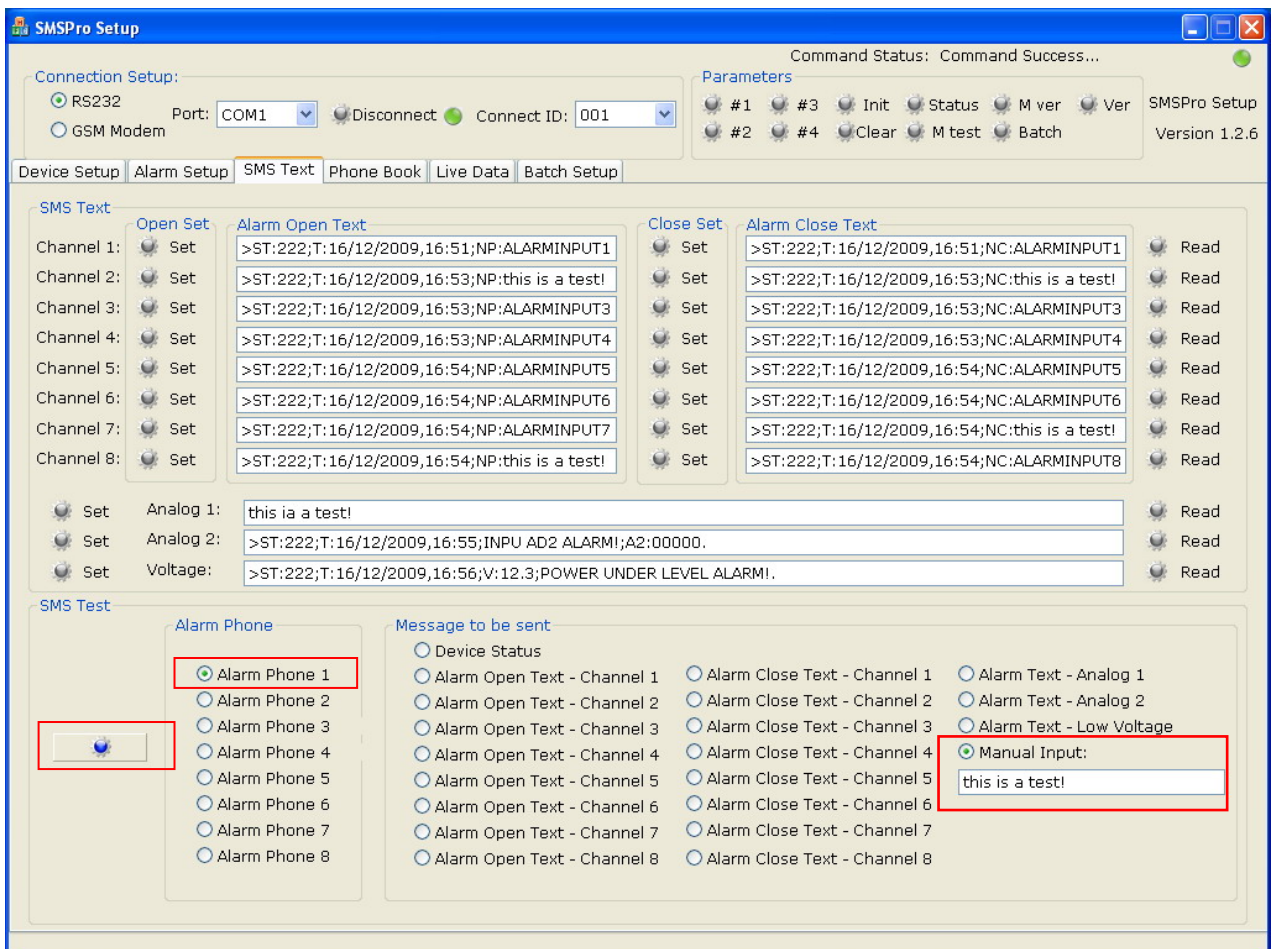 SMSPro Setup
Command Status: Command Success...
Connection Setup:
RS232
GSM Modem
Port: COM1 Disconnect Connect ID: 001
Parameters
#1 #3 Init Status M ver Ver
#2 #4 Clear M test Batch
SMSPro Setup
Version 1.2.6
Device Setup Alarm Setup SMS Text Phone Book Live Data Batch Setup
SMS Text
Open Set Alarm Open Text Close Set Alarm Close Text
Channel 1: Set >ST:222;T:16/12/2009,16:51;NP:ALARMINPUT1 Set >ST:222;T:16/12/2009,16:51;NC:ALARMINPUT1 Read
Channel 2: Set >ST:222;T:16/12/2009,16:53;NP:this is a test! Set >ST:222;T:16/12/2009,16:53;NC:this is a test! Read
Channel 3: Set >ST:222;T:16/12/2009,16:53;NP:ALARMINPUT3 Set >ST:222;T:16/12/2009,16:53;NC:ALARMINPUT3 Read
Channel 4: Set >ST:222;T:16/12/2009,16:53;NP:ALARMINPUT4 Set >ST:222;T:16/12/2009,16:53;NC:ALARMINPUT4 Read
Channel 5: Set >ST:222;T:16/12/2009,16:54;NP:ALARMINPUT5 Set >ST:222;T:16/12/2009,16:54;NC:ALARMINPUT5 Read
Channel 6: Set >ST:222;T:16/12/2009,16:54;NP:ALARMINPUT6 Set >ST:222;T:16/12/2009,16:54;NC:ALARMINPUT6 Read
Channel 7: Set >ST:222;T:16/12/2009,16:54;NP:ALARMINPUT7 Set >ST:222;T:16/12/2009,16:54;NC:this is a test! Read
Channel 8: Set >ST:222;T:16/12/2009,16:54;NP:this is a test! Set >ST:222;T:16/12/2009,16:54;NC:ALARMINPUT8 Read
Set Analog 1: this ia a test! Read
Set Analog 2: >ST:222;T:16/12/2009,16:55;INPU AD2 ALARM!;A2:00000. Read
Set Voltage: >ST:222;T:16/12/2009,16:56;V:12.3;POWER UNDER LEVEL ALARM!. Read
SMS Test
Alarm Phone
Alarm Phone 1
Alarm Phone 2
Alarm Phone 3
Alarm Phone 4
Alarm Phone 5
Alarm Phone 6
Alarm Phone 7
Alarm Phone 8
Message to be sent
Device Status
Alarm Open Text - Channel 1
Alarm Open Text - Channel 2
Alarm Open Text - Channel 3
Alarm Open Text - Channel 4
Alarm Open Text - Channel 5
Alarm Open Text - Channel 6
Alarm Open Text - Channel 7
Alarm Open Text - Channel 8
Alarm Close Text - Channel 1
Alarm Close Text - Channel 2
Alarm Close Text - Channel 3
Alarm Close Text - Channel 4
Alarm Close Text - Channel 5
Alarm Close Text - Channel 6
Alarm Close Text - Channel 7
Alarm Close Text - Channel 8
Alarm Text - Analog 1
Alarm Text - Analog 2
Alarm Text - Low Voltage
Manual Input:
this is a test!